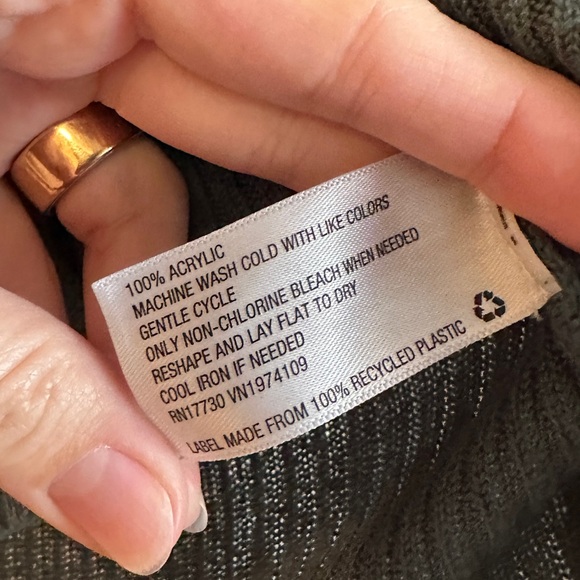 100% ACRYLIC
MACHINE WASH COLD WITH LIKE COLORS
GENTLE CYCLE
ONLY NON-CHLORINE BLEACH WHEN NEEDED
RESHAPE AND LAY FLAT TO DRY
COOL IRON IF NEEDED
RN17730 VN1974109
LABEL MADE FROM 100% RECYCLED PLASTIC